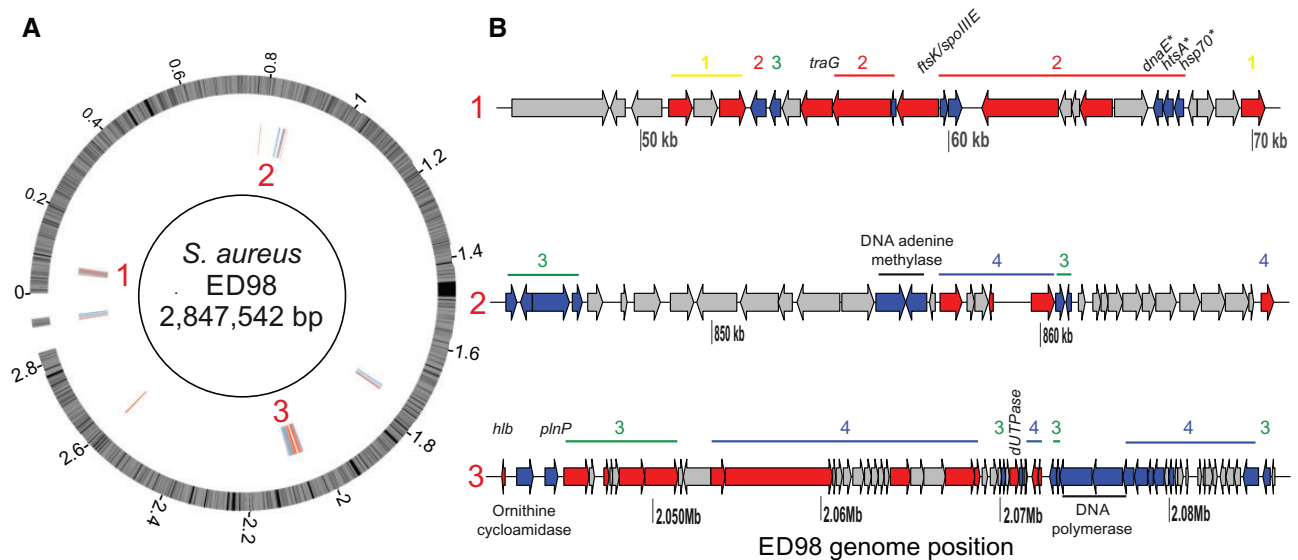 A
0
0.2
0.4
0.6
0.8
1
1.2
1.4
1.6
1.8
2
2.2
2.4
2.6
2.8
1
2
3
S. aureus
ED98
2,847,542 bp
B
1 2 3 traG 2 ftsK/spoIIIE 2 dnaE* htsA* hsp70* 1
1
50 kb 60 kb 70 kb
DNA adenine
methylase
3 4 3 4
2
850 kb 860 kb
hlb plnP 3 4 3 dUTPase 4 3 4 3
3
Ornithine
cycloamidase
DNA
polymerase
2.050Mb 2.06Mb 2.07Mb 2.08Mb
ED98 genome position